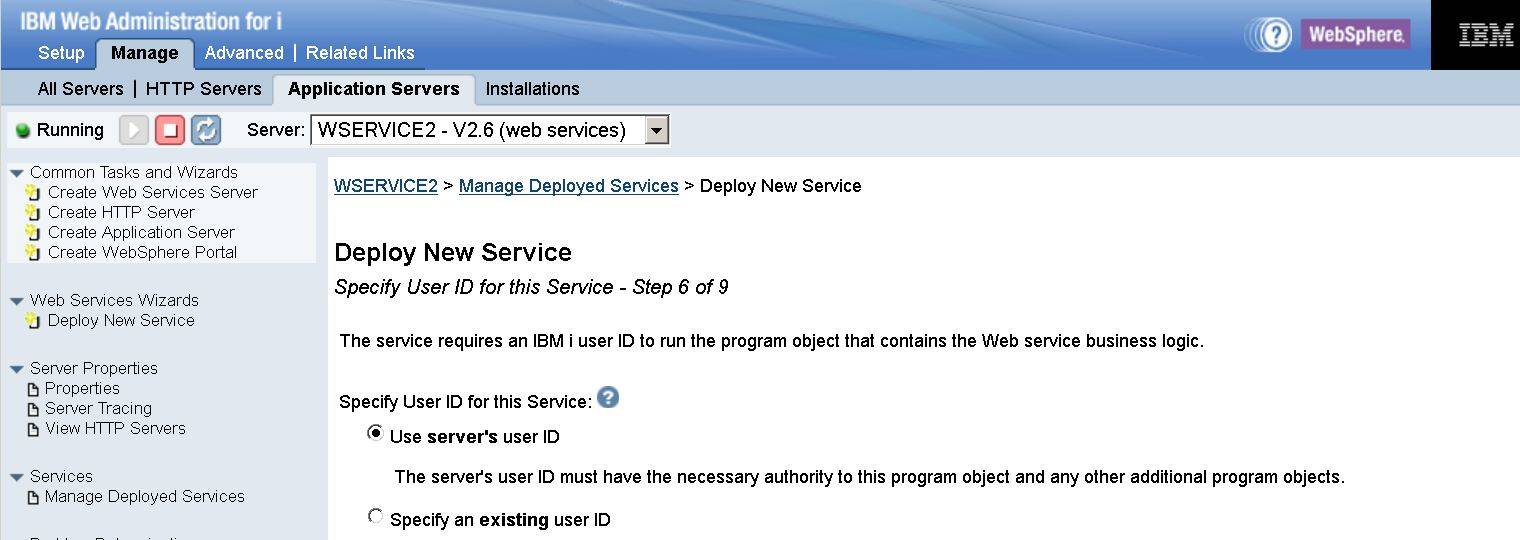 IBM Web Administration for i
? WebSphere. IBM
Setup Manage Advanced | Related Links
All Servers | HTTP Servers Application Servers Installations
Running Server: WSERVICE2 - V2.6 (web services)
Common Tasks and Wizards
Create Web Services Server
Create HTTP Server
Create Application Server
Create WebSphere Portal
Web Services Wizards
Deploy New Service
Server Properties
Properties
Server Tracing
View HTTP Servers
Services
Manage Deployed Services
WSERVICE2 > Manage Deployed Services > Deploy New Service
Deploy New Service
Specify User ID for this Service - Step 6 of 9
The service requires an IBM i user ID to run the program object that contains the Web service business logic.
Specify User ID for this Service: ?
Use server's user ID
The server's user ID must have the necessary authority to this program object and any other additional program objects.
Specify an existing user ID